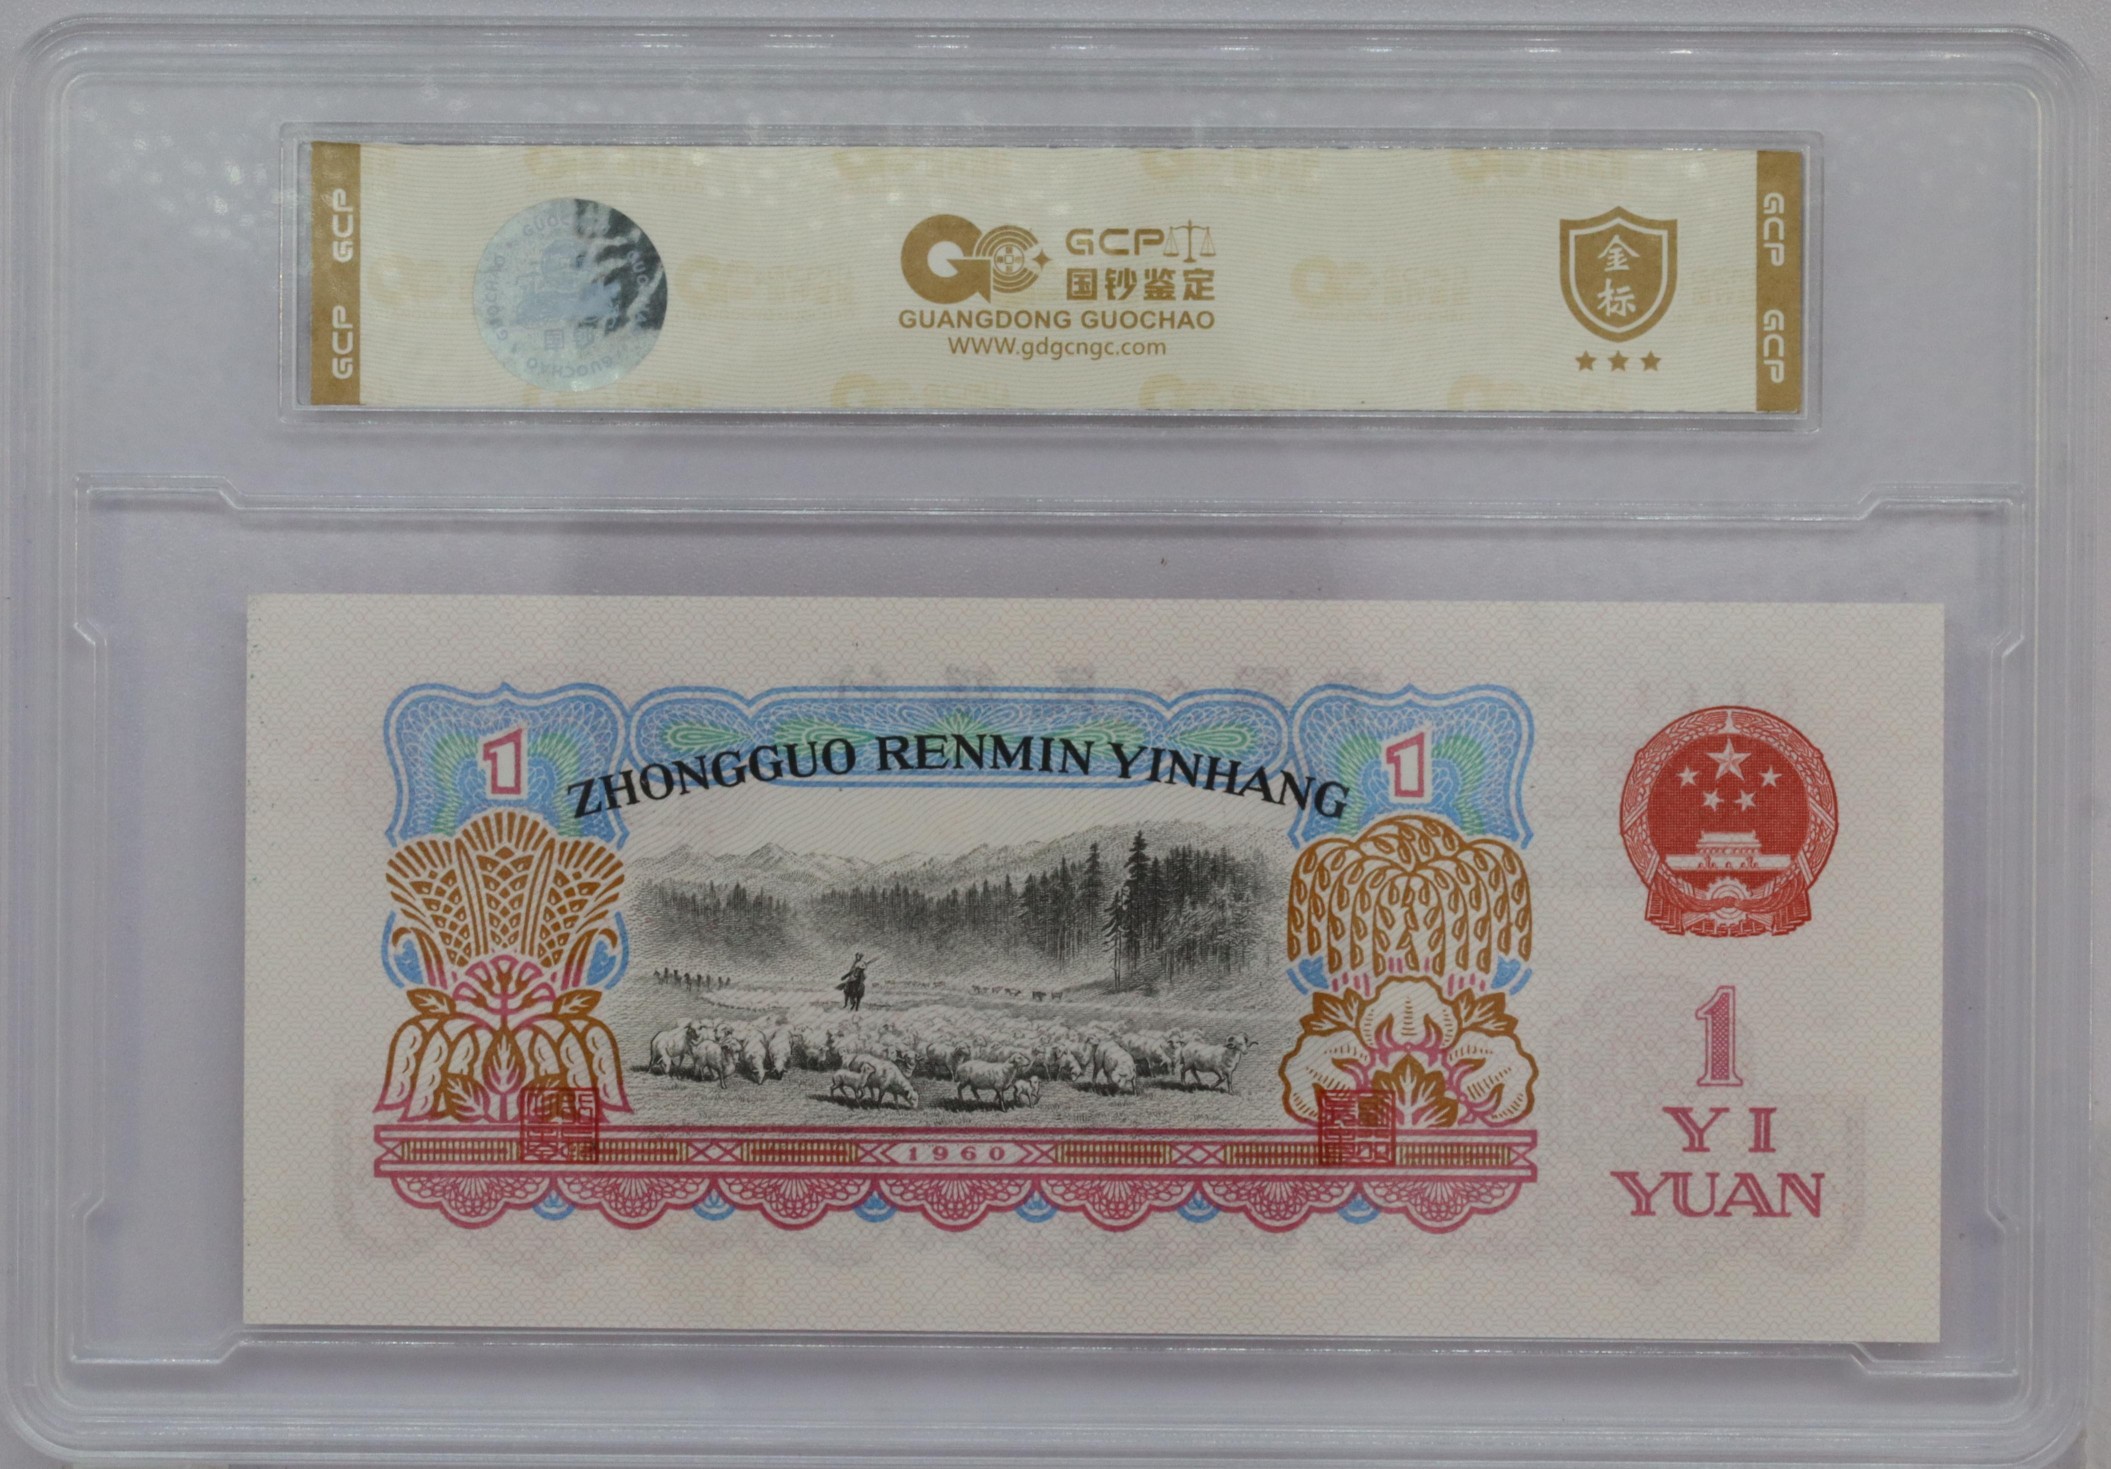 GCP GCP
GCP
国钞鉴定
GUANGDONG GUOCHAO
WWW.gdgcngc.com
金
标
GCP GCP
1
ZHONGGUO RENMIN YINHANG
1
1960
1
YI
YUAN